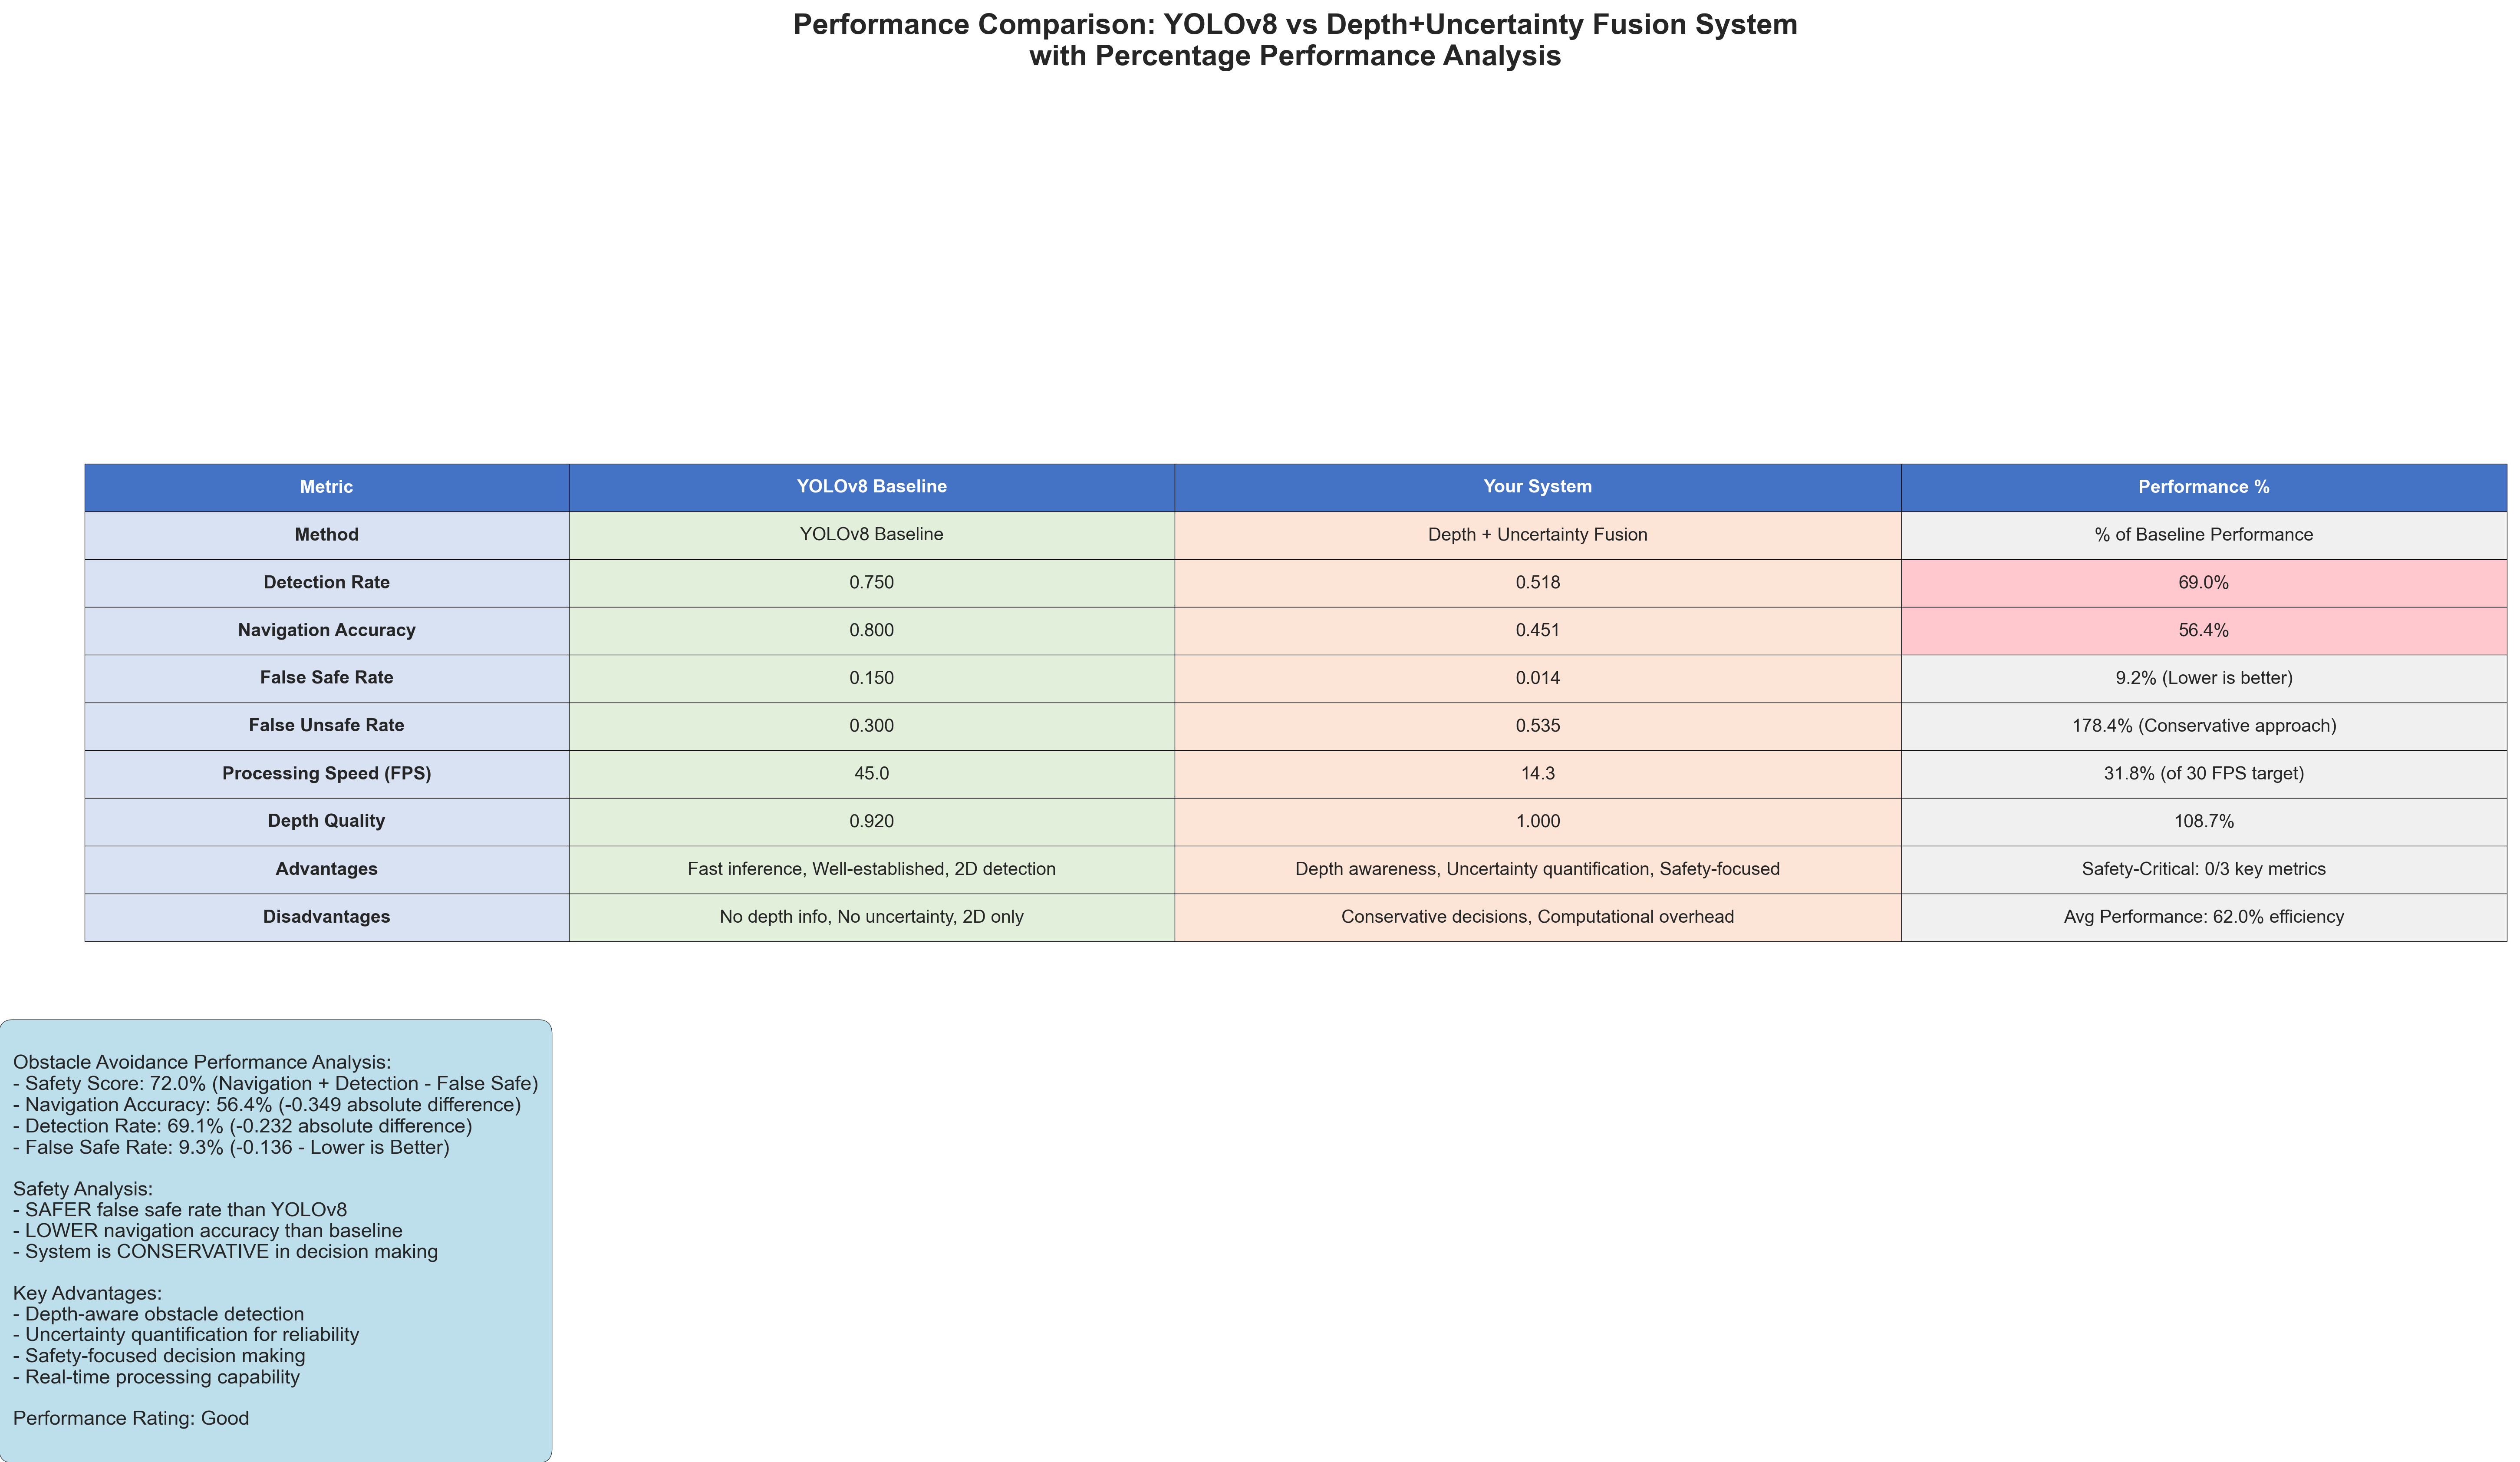 Performance Comparison: YOLOv8 vs Depth+Uncertainty Fusion System
with Percentage Performance Analysis
Metric YOLOv8 Baseline Your System Performance %
Method YOLOv8 Baseline Depth + Uncertainty Fusion % of Baseline Performance
Detection Rate 0.750 0.518 69.0%
Navigation Accuracy 0.800 0.451 56.4%
False Safe Rate 0.150 0.014 9.2% (Lower is better)
False Unsafe Rate 0.300 0.535 178.4% (Conservative approach)
Processing Speed (FPS) 45.0 14.3 31.8% (of 30 FPS target)
Depth Quality 0.920 1.000 108.7%
Advantages Fast inference, Well-established, 2D detection Depth awareness, Uncertainty quantification, Safety-focused Safety-Critical: 0/3 key metrics
Disadvantages No depth info, No uncertainty, 2D only Conservative decisions, Computational overhead Avg Performance: 62.0% efficiency
Obstacle Avoidance Performance Analysis:
- Safety Score: 72.0% (Navigation + Detection - False Safe)
- Navigation Accuracy: 56.4% (-0.349 absolute difference)
- Detection Rate: 69.1% (-0.232 absolute difference)
- False Safe Rate: 9.3% (-0.136 - Lower is Better)
Safety Analysis:
- SAFER false safe rate than YOLOv8
- LOWER navigation accuracy than baseline
- System is CONSERVATIVE in decision making
Key Advantages:
- Depth-aware obstacle detection
- Uncertainty quantification for reliability
- Safety-focused decision making
- Real-time processing capability
Performance Rating: Good